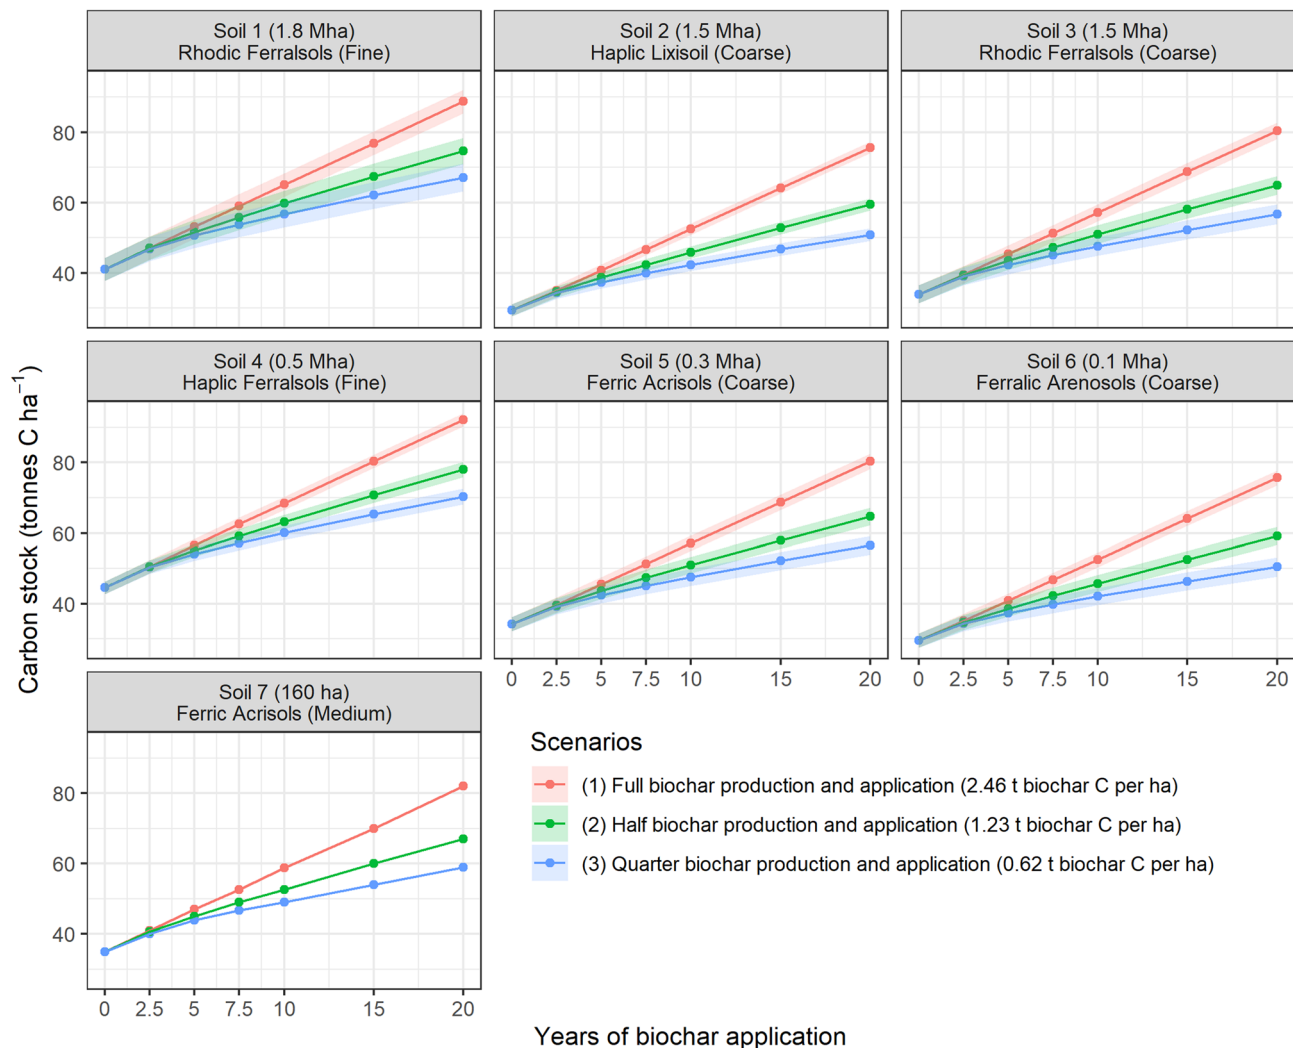 Soil 1 (1.8 Mha)
Rhodic Ferralsols (Fine)
Soil 2 (1.5 Mha)
Haplic Lixisoil (Coarse)
Soil 3 (1.5 Mha)
Rhodic Ferralsols (Coarse)
80
60
40
Soil 4 (0.5 Mha)
Haplic Ferralsols (Fine)
Soil 5 (0.3 Mha)
Ferric Acrisols (Coarse)
Soil 6 (0.1 Mha)
Ferralic Arenosols (Coarse)
80
60
40
0 2.5 5 7.5 10 15 20
0 2.5 5 7.5 10 15 20
Soil 7 (160 ha)
Ferric Acrisols (Medium)
80
60
40
0 2.5 5 7.5 10 15 20
Carbon stock (tonnes C ha⁻¹)
Years of biochar application
Scenarios
(1) Full biochar production and application (2.46 t biochar C per ha)
(2) Half biochar production and application (1.23 t biochar C per ha)
(3) Quarter biochar production and application (0.62 t biochar C per ha)